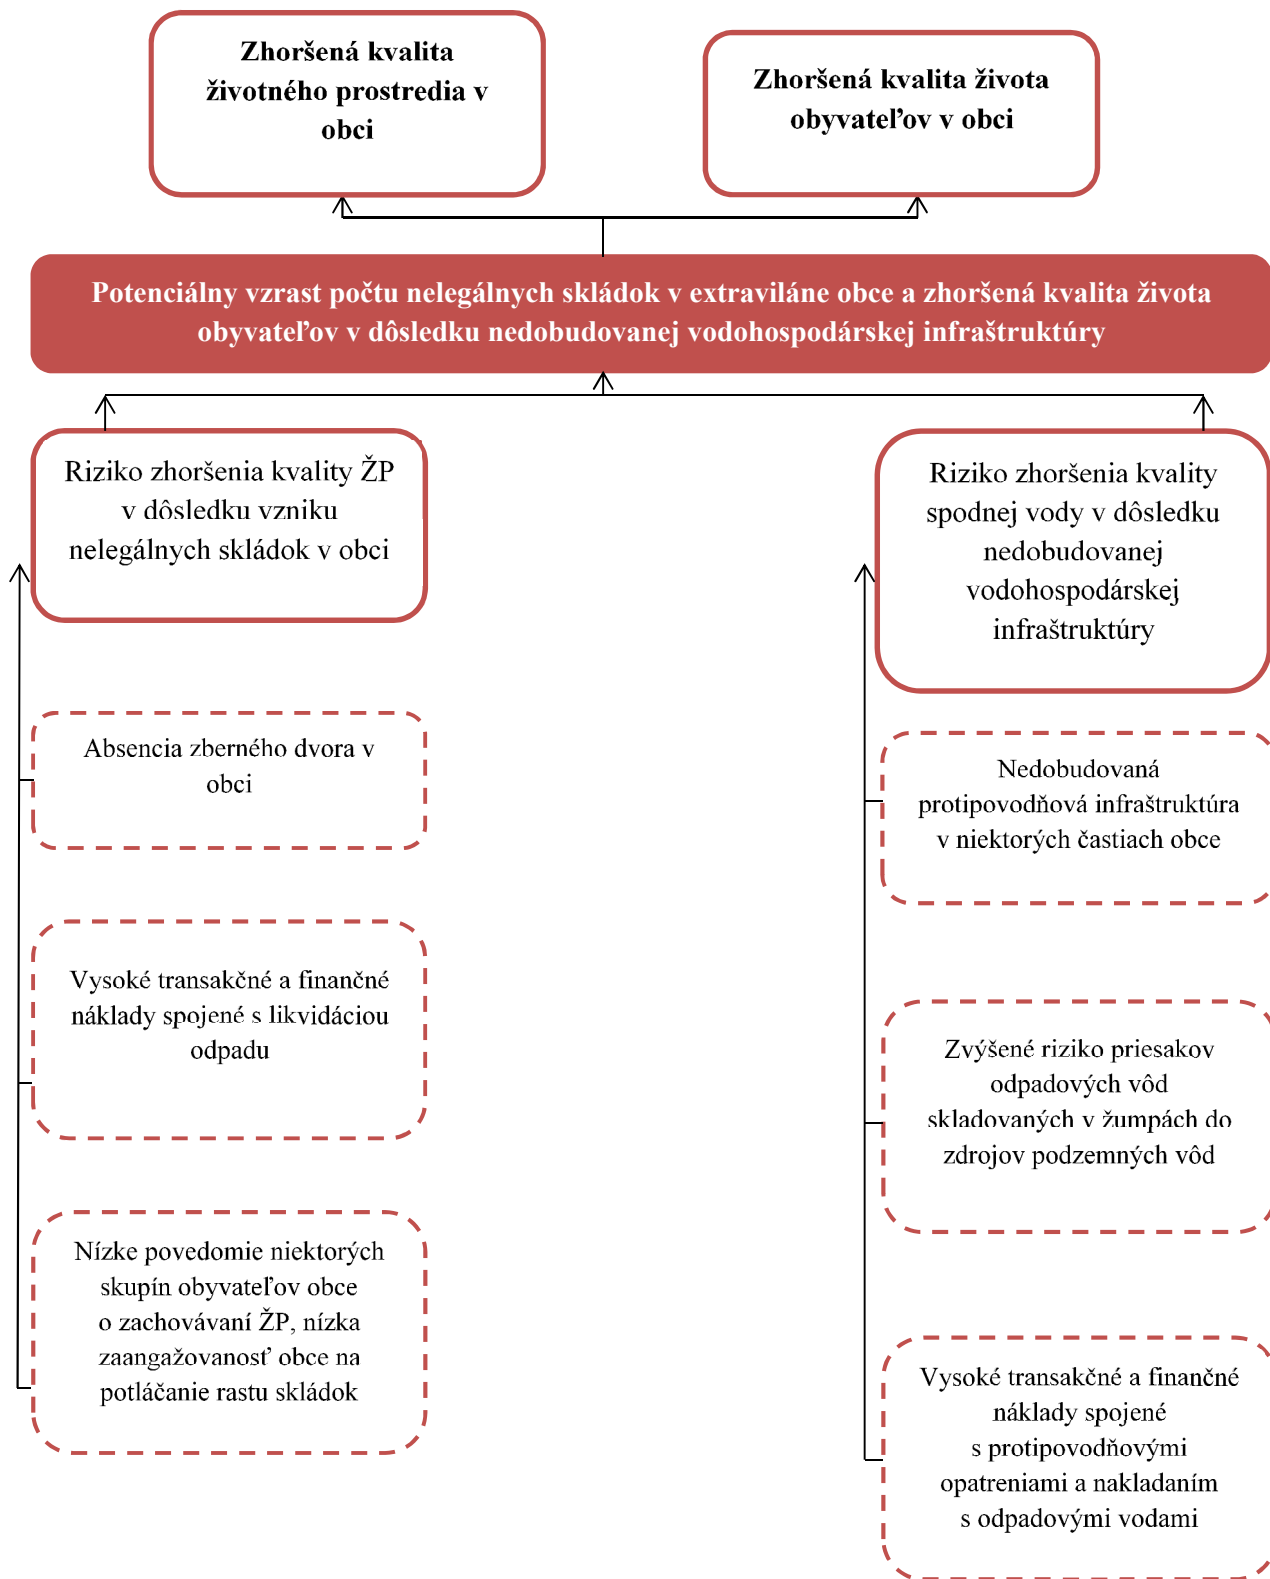 Zhoršená kvalita
životného prostredia v
obci
Zhoršená kvalita života
obyvateľov v obci
Potenciálny vzrast počtu nelegálnych skládok v extraviláne obce a zhoršená kvalita života
obyvateľov v dôsledku nedobudovanej vodohospodárskej infraštruktúry
Riziko zhoršenia kvality ŽP
v dôsledku vzniku
nelegálnych skládok v obci
Riziko zhoršenia kvality
spodnej vody v dôsledku
nedobudovanej
vodohospodárskej
infraštruktúry
Absencia zberného dvora v
obci
Vysoké transakčné a finančné
náklady spojené s likvidáciou
odpadu
Nízke povedomie niektorých
skupín obyvateľov obce
o zachovávaní ŽP, nízka
zaangažovanosť obce na
potláčanie rastu skládok
Nedobudovaná
protipovodňová infraštruktúra
v niektorých častiach obce
Zvýšené riziko priesakov
odpadových vôd
skladovaných v žumpách do
zdrojov podzemných vôd
Vysoké transakčné a finančné
náklady spojené
s protipovodňovými
opatreniami a nakladaním
s odpadovými vodami